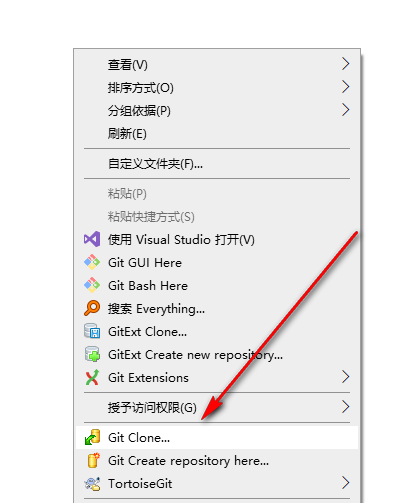 查看(V)
排序方式(O)
分组依据(P)
刷新(E)
自定义文件夹(F)...
粘贴(P)
粘贴快捷方式(S)
使用 Visual Studio 打开(V)
Git GUI Here
Git Bash Here
搜索 Everything...
GitExt Clone...
GitExt Create new repository...
Git Extensions
授予访问权限(G)
Git Clone...
Git Create repository here...
TortoiseGit